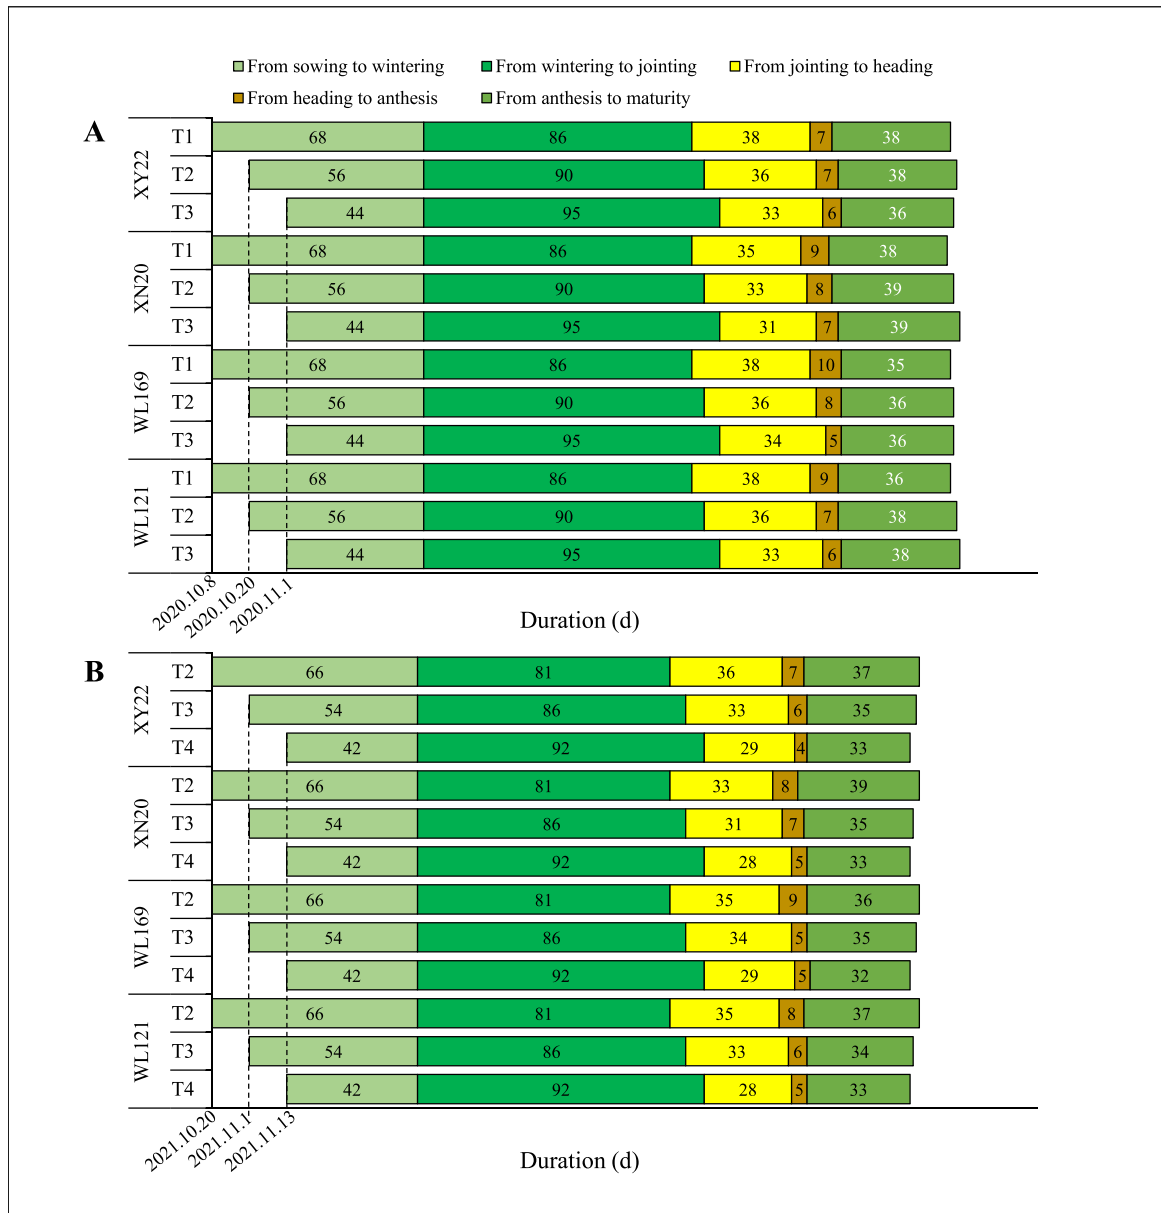 From sowing to wintering From wintering to jointing From jointing to heading
From heading to anthesis From anthesis to maturity
A
XY22
T1 68 86 38 7 38
T2 56 90 36 7 38
T3 44 95 33 6 36
XN20
T1 68 86 35 9 38
T2 56 90 33 8 39
T3 44 95 31 7 39
WL169
T1 68 86 38 10 35
T2 56 90 36 8 36
T3 44 95 34 5 36
WL121
T1 68 86 38 9 36
T2 56 90 36 7 38
T3 44 95 33 6 38
2020.10.8 2020.10.20 2020.11.1
Duration (d)
B
XY22
T2 66 81 36 7 37
T3 54 86 33 6 35
T4 42 92 29 4 33
XN20
T2 66 81 33 8 39
T3 54 86 31 7 35
T4 42 92 28 5 33
WL169
T2 66 81 35 9 36
T3 54 86 34 5 35
T4 42 92 29 5 32
WL121
T2 66 81 35 8 37
T3 54 86 33 6 34
T4 42 92 28 5 33
2021.10.20 2021.11.1 2021.11.13
Duration (d)